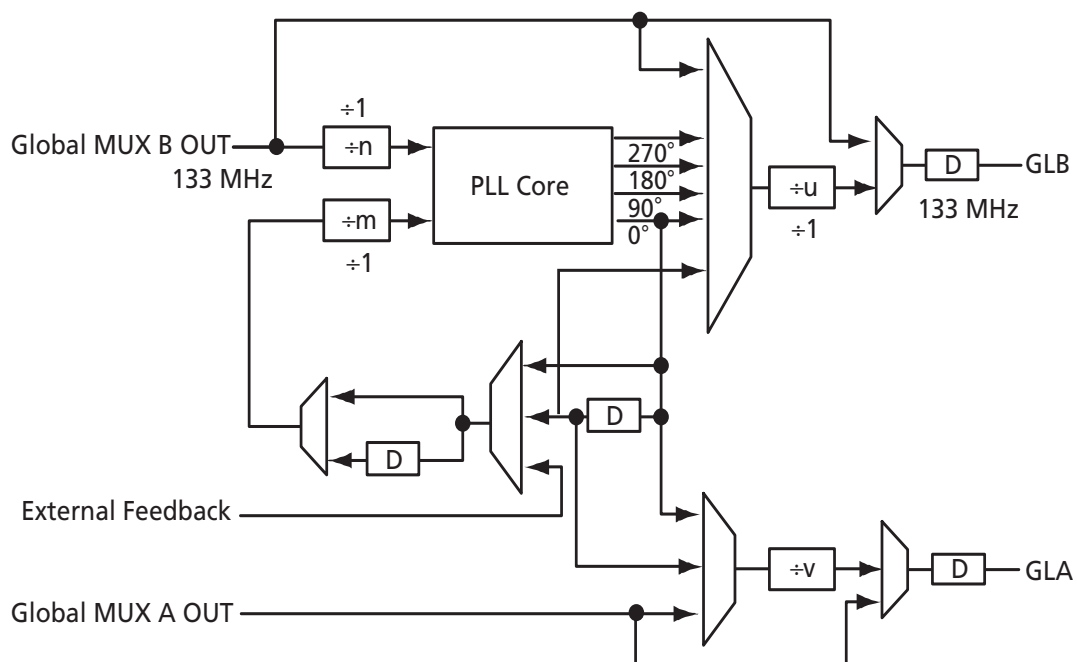 ÷1
Global MUX B OUT
÷n
133 MHz
PLL Core
270°
180°
90°
0°
÷u
÷1
D
GLB
133 MHz
÷m
÷1
D
D
External Feedback
÷v
D
GLA
Global MUX A OUT